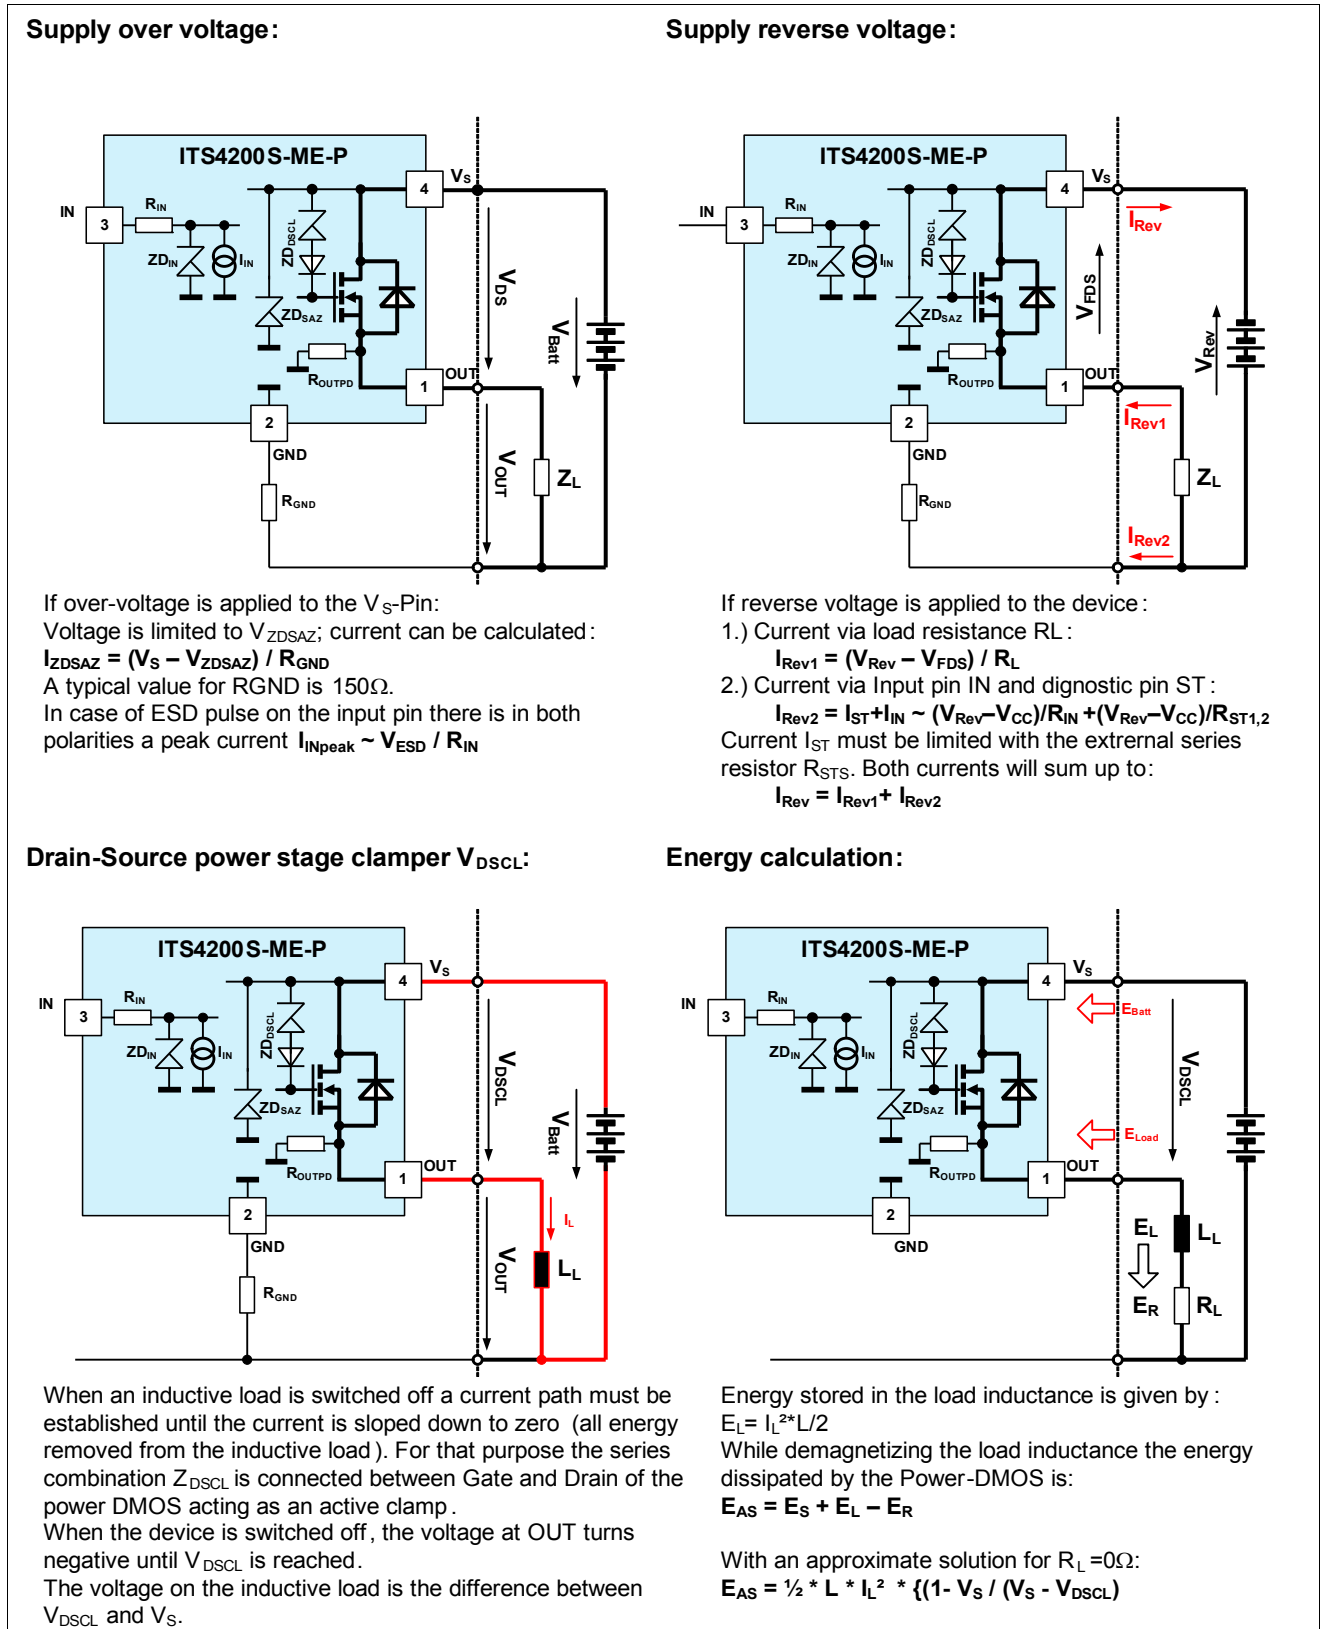 Supply over voltage:
ITS4200S-ME-P
IN
3
RIN
ZDIN
IIN
ZDDSCL
ZDSAZ
ROUTPD
4
VS
VDS
VBatt
1
OUT
2
GND
RGND
VOUT
ZL
If over-voltage is applied to the VS-Pin:
Voltage is limited to VZDSAZ; current can be calculated:
IZDSAZ = (VS – VZDSAZ) / RGND
A typical value for RGND is 150Ω.
In case of ESD pulse on the input pin there is in both
polarities a peak current IINpeak ~ VESD / RIN
Supply reverse voltage:
ITS4200S-ME-P
IN
3
RIN
ZDIN
IIN
ZDDSCL
ZDSAZ
ROUTPD
4
VS
IRev
VFDS
VRev
1
OUT
IRev1
2
GND
RGND
ZL
IRev2
If reverse voltage is applied to the device:
1.) Current via load resistance RL:
IRev1 = (VRev – VFDS) / RL
2.) Current via Input pin IN and dignostic pin ST:
IRev2 = IST+IIN ~ (VRev–VCC)/RIN +(VRev–VCC)/RST1,2
Current IST must be limited with the extrernal series
resistor RSTS. Both currents will sum up to:
IRev = IRev1+ IRev2
Drain-Source power stage clamper VDSCL:
ITS4200S-ME-P
IN
3
RIN
ZDIN
IIN
ZDDSCL
ZDSAZ
ROUTPD
4
VS
VDSCL
VBatt
1
OUT
IL
2
GND
RGND
VOUT
LL
When an inductive load is switched off a current path must be
established until the current is sloped down to zero (all energy
removed from the inductive load). For that purpose the series
combination ZDSCL is connected between Gate and Drain of the
power DMOS acting as an active clamp.
When the device is switched off, the voltage at OUT turns
negative until VDSCL is reached.
The voltage on the inductive load is the difference between
VDSCL and VS.
Energy calculation:
ITS4200S-ME-P
IN
3
RIN
ZDIN
IIN
ZDDSCL
ZDSAZ
ROUTPD
4
VS
EBatt
VDSCL
ELoad
1
OUT
2
GND
EL
LL
ER
RL
Energy stored in the load inductance is given by:
EL= IL²*L/2
While demagnetizing the load inductance the energy
dissipated by the Power-DMOS is:
EAS = ES + EL – ER
With an approximate solution for RL =0Ω:
EAS = ½ * L * IL² * {(1- VS / (VS - VDSCL)